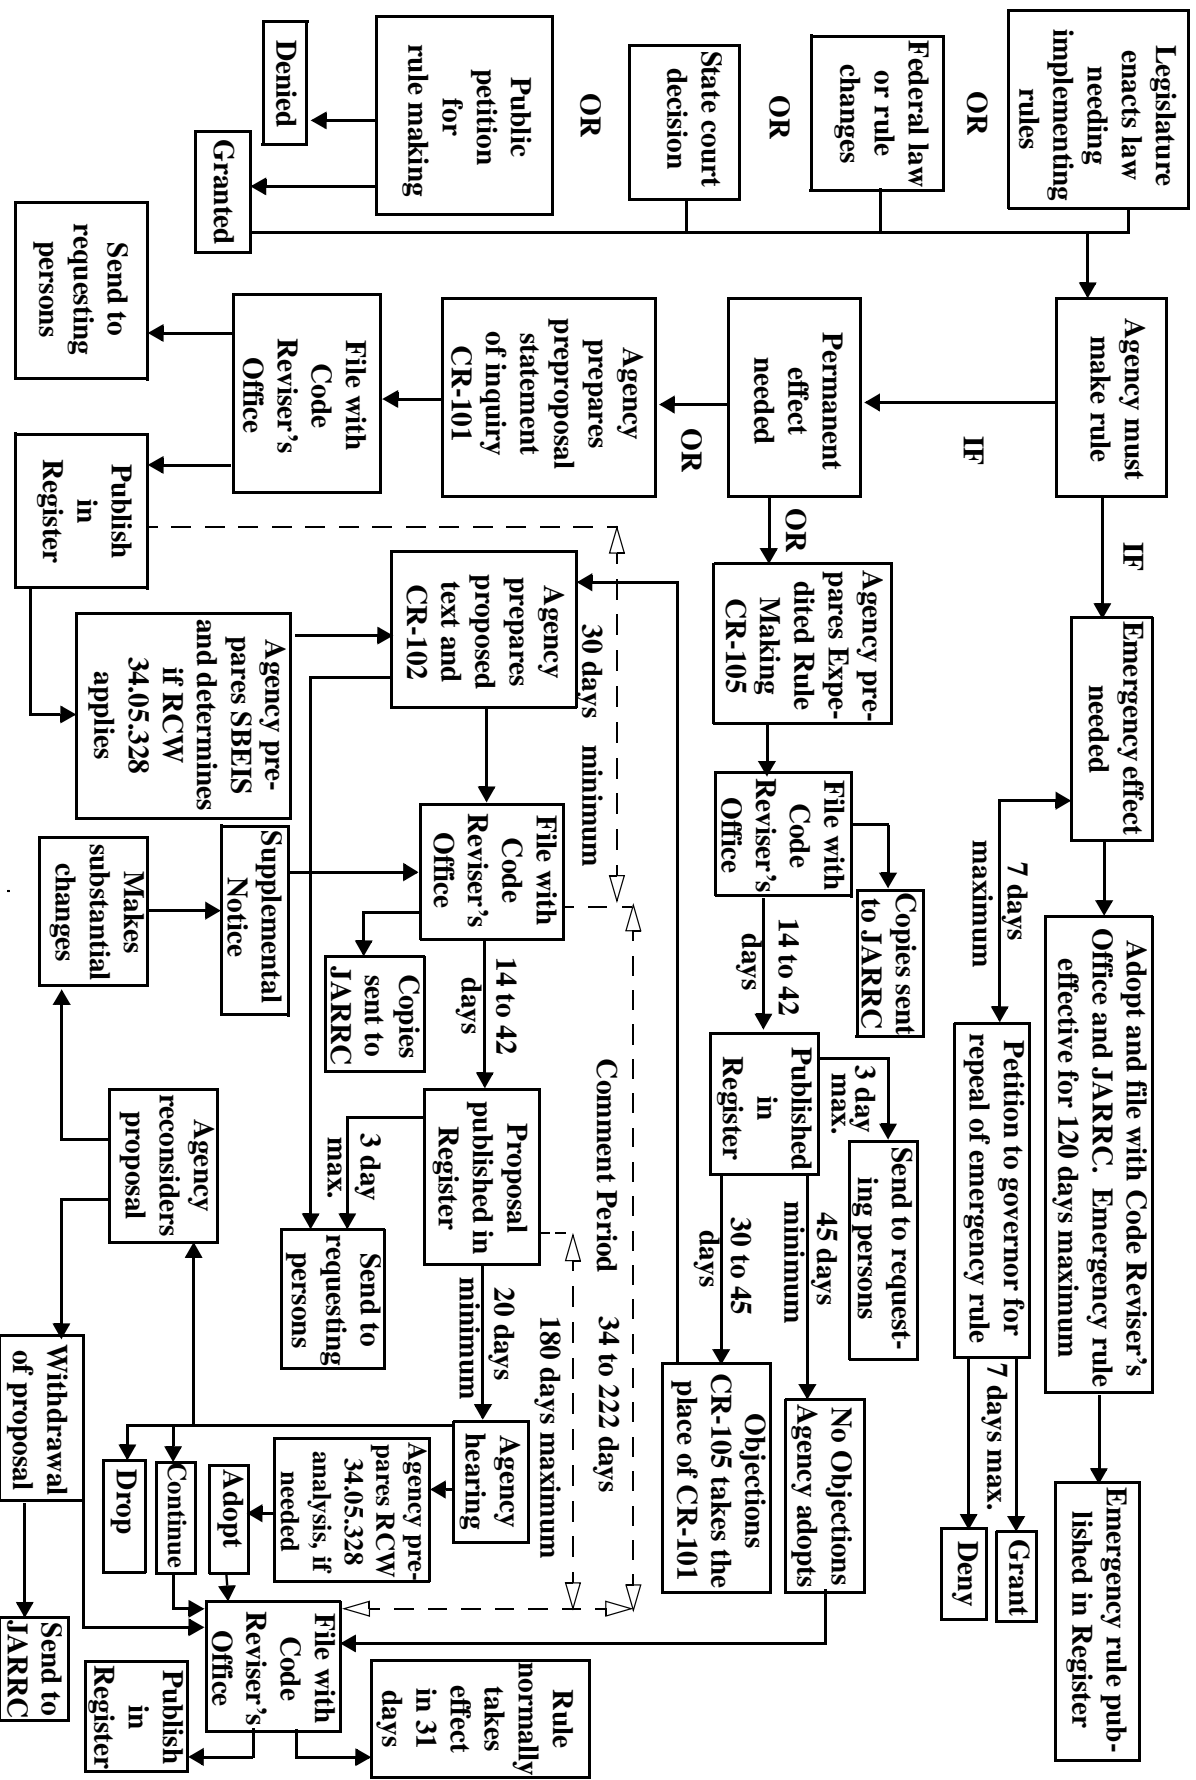 Legislature
enacts law
needing
implementing
rules
OR
Federal law
or rule
changes
OR
State court
decision
OR
Public
petition
for
rule making
Denied
Granted
Agency must
make rule
IF
IF
Emergency effect
needed
Adopt and file with Code Reviser's
Office and JARRC.  Emergency rule
effective for 120 days maximum
Emergency rule pub-
lished in Register
7 days
maximum
Petition to governor for
repeal of emergency rule
7 days max.
Grant
Deny
Permanent
effect
needed
OR
OR
Agency pre-
pares Expe-
dited Rule
Making
CR-105
File with
Code
Reviser's
Office
Copies sent
to JARRC
14 to 42
days
Published
in
Register
3 day
max.
Send to request-
ing persons
45 days
minimum
No Objections
Agency adopts
30 to 45
days
Objections
CR-105 takes the
place of CR-101
Agency
prepares
preproposal
statement
of inquiry
CR-101
File with
Code
Reviser's
Office
Send to
requesting
persons
Publish
in
Register
30 days
minimum
Agency pre-
pares SBEIS
and determines
if RCW
34.05.328
applies
Agency
prepares
proposed
text and
CR-102
File with
Code
Reviser's
Office
Copies
sent to
JARRC
14 to 42
days
Proposal
published in
Register
3 day
max.
Send to
requesting
persons
Comment Period
34 to 222 days
180 days maximum
20 days
minimum
Agency
hearing
Agency pre-
pares RCW
34.05.328
analysis, if
needed
Adopt
Continue
Drop
Agency
reconsiders
proposal
Makes
substantial
changes
Supplemental
Notice
Withdrawal
of proposal
Send to
JARRC
File with
Code
Reviser's
Office
Publish
in
Register
Rule
normally
takes
effect
in 31
days